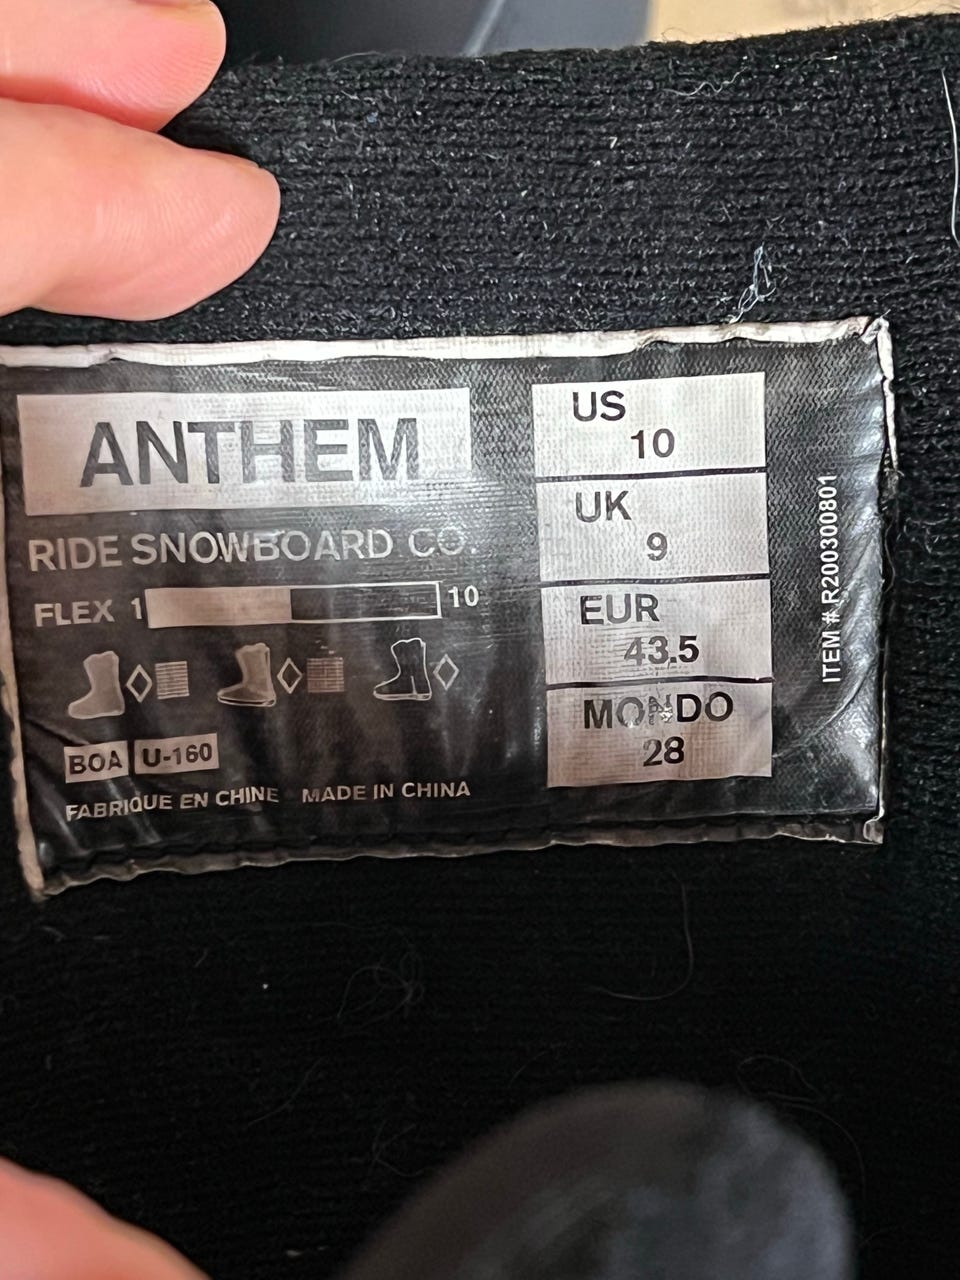 ANTHEM
RIDE SNOWBOARD CO.
FLEX 1 10
BOA U-160
FABRIQUE EN CHINE MADE IN CHINA
US
10
UK
9
EUR
43.5
MONDO
28
ITEM # R200300801